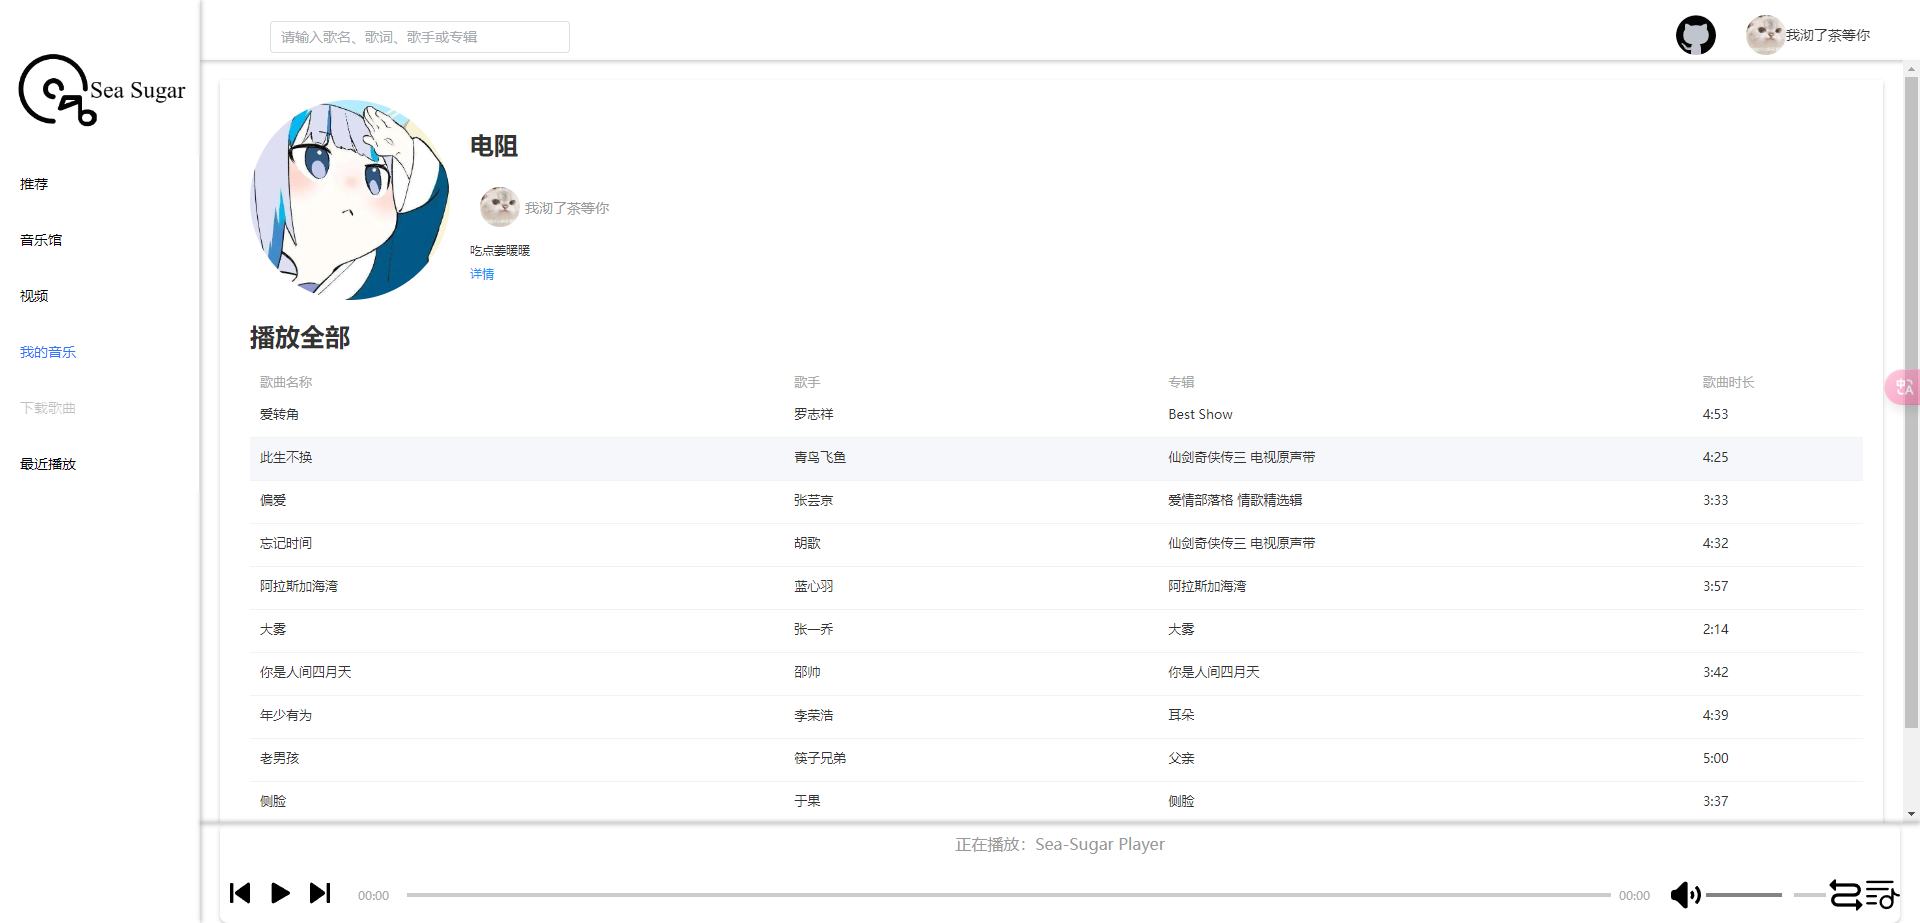 Sea Sugar
推荐
音乐馆
视频
我的音乐
下载歌曲
最近播放
请输入歌名、歌词、歌手或专辑
我沏了茶等你
电阻
我沏了茶等你
吃点姜暖暖
详情
播放全部
歌曲名称 歌手 专辑 歌曲时长
爱转角 罗志祥 Best Show 4:53
此生不换 青鸟飞鱼 仙剑奇侠传三 电视原声带 4:25
偏爱 张芸京 爱情部落格 情歌精选辑 3:33
忘记时间 胡歌 仙剑奇侠传三 电视原声带 4:32
阿拉斯加海湾 蓝心羽 阿拉斯加海湾 3:57
大雾 张一乔 大雾 2:14
你是人间四月天 邵帅 你是人间四月天 3:42
年少有为 李荣浩 耳朵 4:39
老男孩 筷子兄弟 父亲 5:00
侧脸 于果 侧脸 3:37
正在播放：Sea-Sugar Player
00:00 00:00
中A